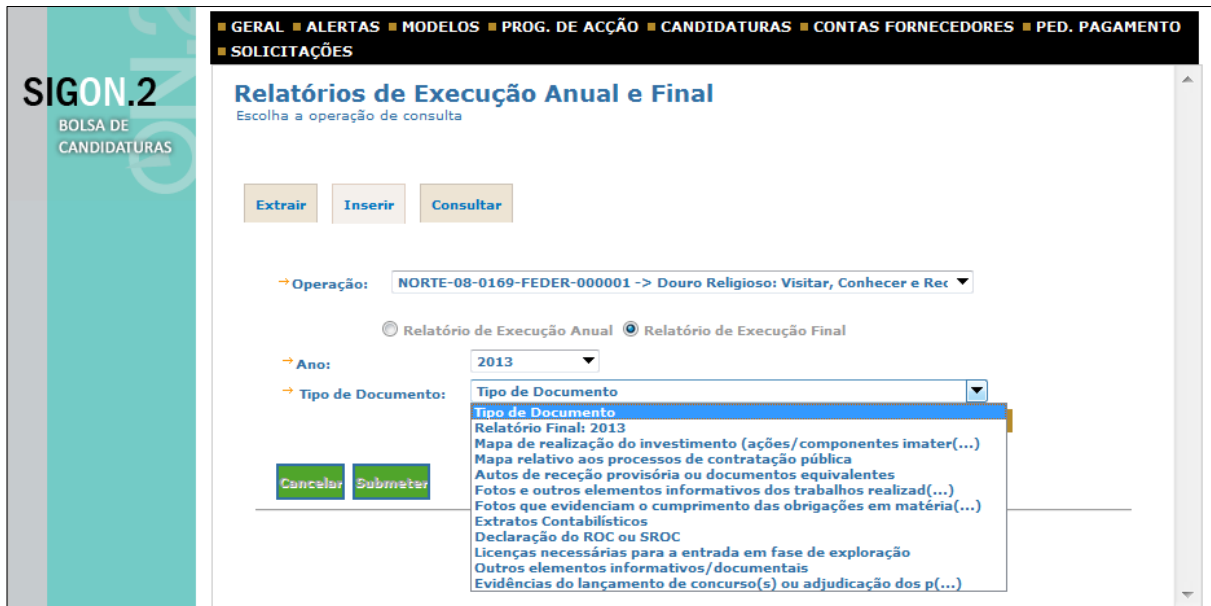 GERAL ALERTAS MODELOS PROG. DE ACÇÃO CANDIDATURAS CONTAS FORNECEDORES PED. PAGAMENTO
SOLICITAÇÕES
ON.2
SIGON.2
BOLSA DE
CANDIDATURAS
Relatórios de Execução Anual e Final
Escolha a operação de consulta
Extrair Inserir Consultar
→Operação: NORTE-08-0169-FEDER-000001 -> Douro Religioso: Visitar, Conhecer e Rec
Relatório de Execução Anual Relatório de Execução Final
→Ano: 2013
→ Tipo de Documento: Tipo de Documento
Tipo de Documento
Relatório Final: 2013
Mapa de realização do investimento (ações/componentes imater(...)
Mapa relativo aos processos de contratação pública
Autos de receção provisória ou documentos equivalentes
Fotos e outros elementos informativos dos trabalhos realizad(...)
Fotos que evidenciam o cumprimento das obrigações em matéria(...)
Extratos Contabilísticos
Declaração do ROC ou SROC
Licenças necessárias para a entrada em fase de exploração
Outros elementos informativos/documentais
Evidências do lançamento de concurso(s) ou adjudicação dos p(...)
Cancelar Submeter